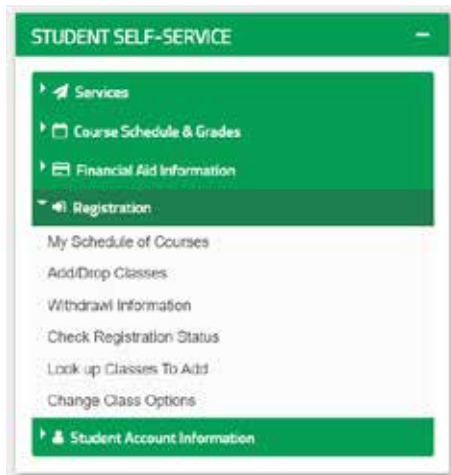 STUDENT SELF-SERVICE
Services
Course Schedule & Grades
Financial Aid Information
Registration
My Schedule of Courses
Add/Drop Classes
Withdrawl Information
Check Registration Status
Look up Classes To Add
Change Class Options
Student Account Information